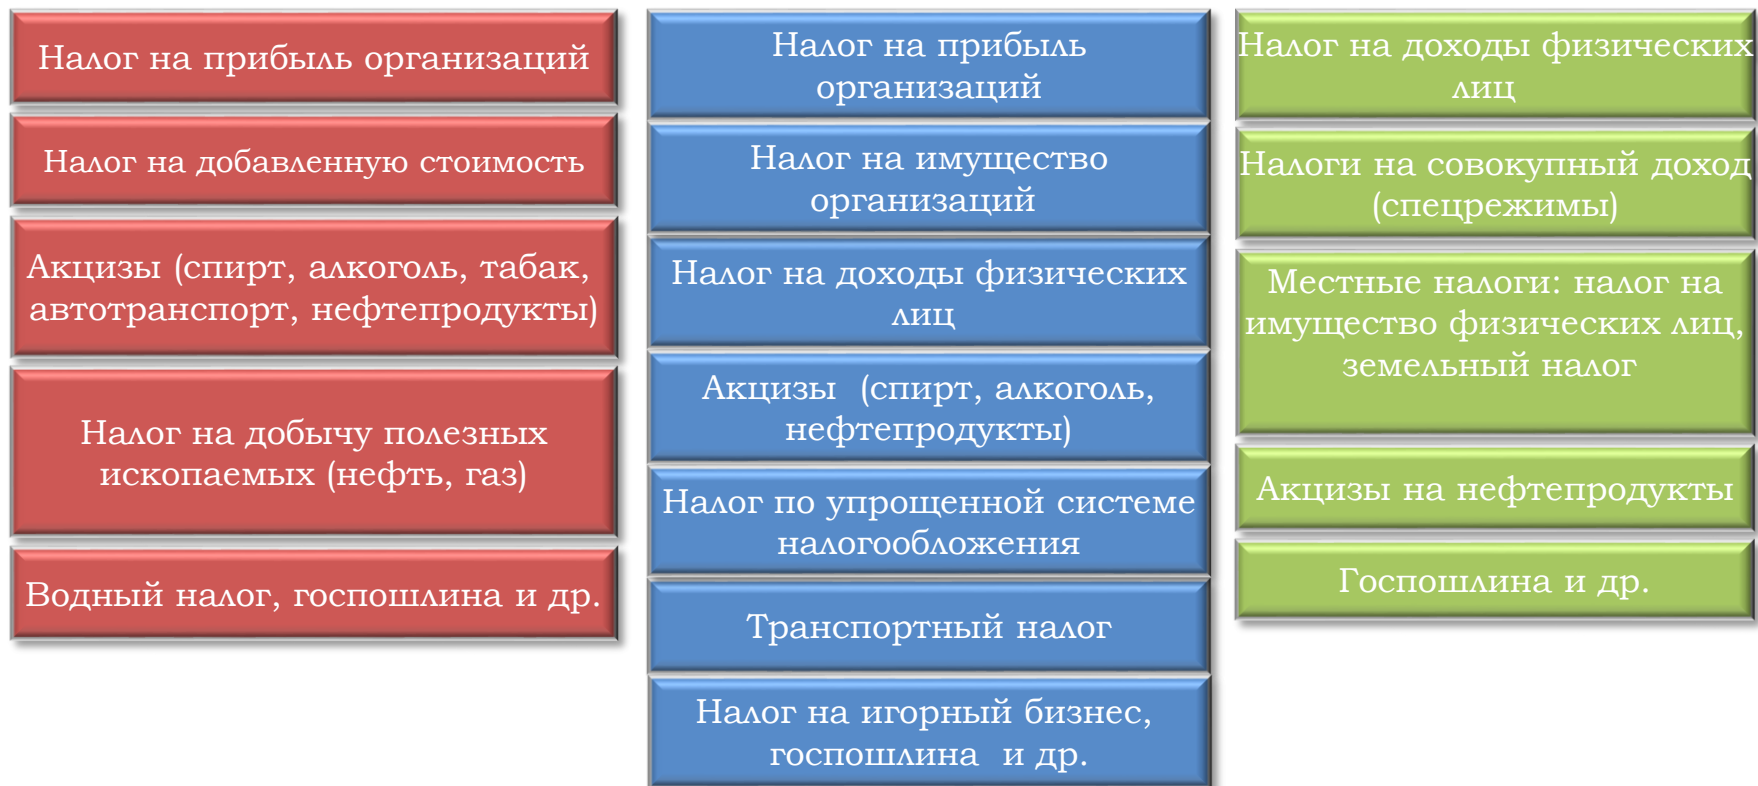 Налог на прибыль организаций
Налог на добавленную стоимость
Акцизы (спирт, алкоголь, табак,
автотранспорт, нефтепродукты)
Налог на добычу полезных
ископаемых (нефть, газ)
Водный налог, госпошлина и др.
Налог на прибыль
организаций
Налог на имущество
организаций
Налог на доходы физических
лиц
Акцизы (спирт, алкоголь,
нефтепродукты)
Налог по упрощенной системе
налогообложения
Транспортный налог
Налог на игорный бизнес,
госпошлина и др.
Налог на доходы физических
лиц
Налоги на совокупный доход
(спецрежимы)
Местные налоги: налог на
имущество физических лиц,
земельный налог
Акцизы на нефтепродукты
Госпошлина и др.